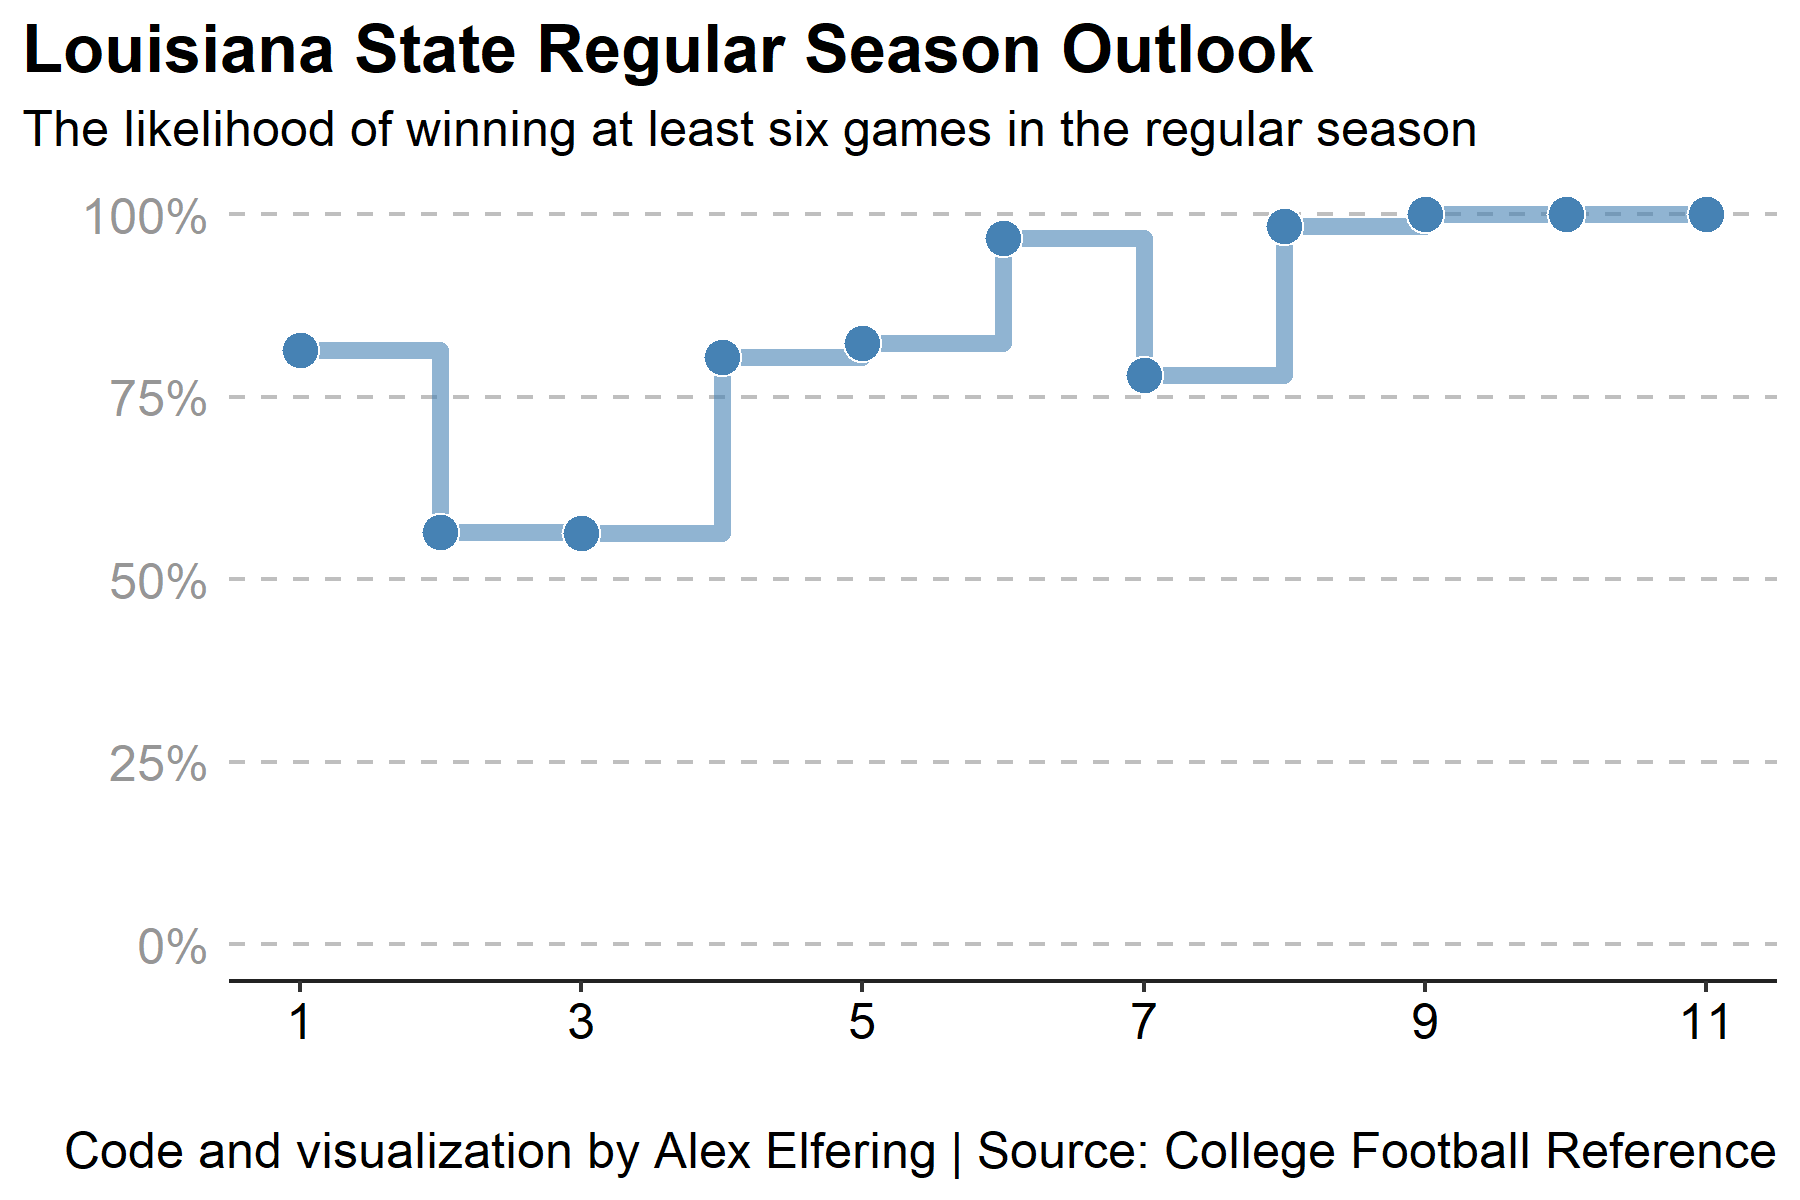 Louisiana State Regular Season Outlook
The likelihood of winning at least six games in the regular season
100%
75%
50%
25%
0%
1 3 5 7 9 11
Code and visualization by Alex Elfering | Source: College Football Reference